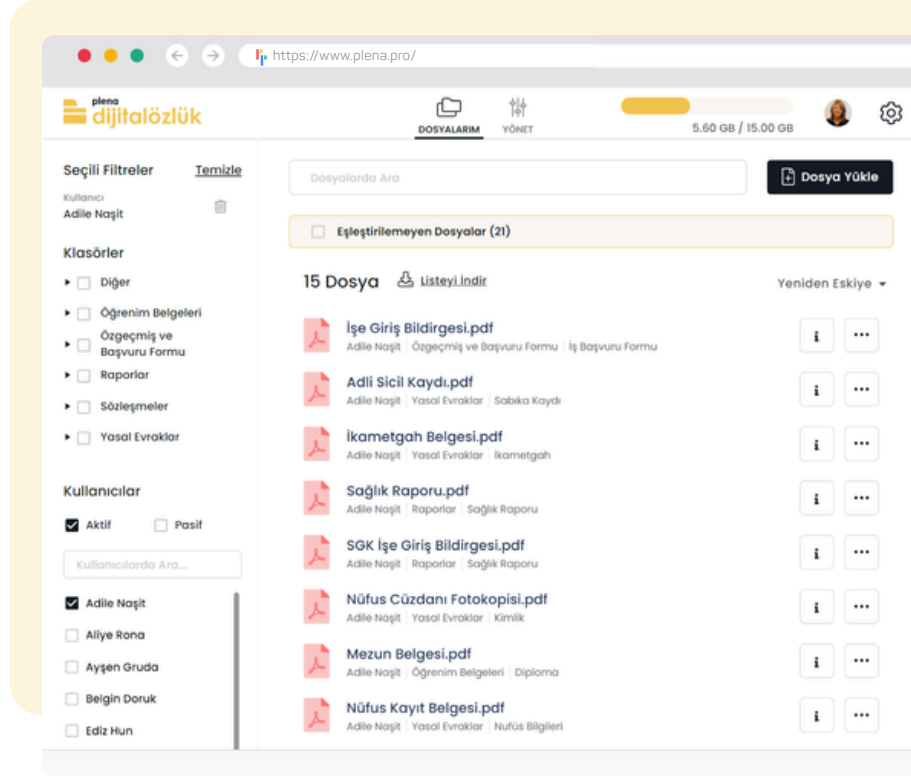 https://www.plena.pro/
plena
dijitalözlük
DOSYALARIM
YÖNET
5.60 GB / 15.00 GB
Seçili Filtreler
Temizle
Kullanıcı
Adile Naşit
Klasörler
Diğer
Öğrenim Belgeleri
Özgeçmiş ve
Başvuru Formu
Raporlar
Sözleşmeler
Yasal Evraklar
Kullanıcılar
Aktif
Pasif
Kullanıcılarda Ara...
Adile Naşit
Aliye Rona
Ayşen Gruda
Belgin Doruk
Ediz Hun
Dosyalarda Ara
Dosya Yükle
Eşleştirilemeyen Dosyalar (21)
15 Dosya
Listeyi İndir
Yeniden Eskiye
İşe Giriş Bildirgesi.pdf
Adile Naşit | Özgeçmiş ve Başvuru Formu | İş Başvuru Formu
Adli Sicil Kaydı.pdf
Adile Naşit | Yasal Evraklar | Sabıka Kaydı
İkametgah Belgesi.pdf
Adile Naşit | Yasal Evraklar | İkametgah
Sağlık Raporu.pdf
Adile Naşit | Raporlar | Sağlık Raporu
SGK İşe Giriş Bildirgesi.pdf
Adile Naşit | Raporlar | Sağlık Raporu
Nüfus Cüzdanı Fotokopisi.pdf
Adile Naşit | Yasal Evraklar | Kimlik
Mezun Belgesi.pdf
Adile Naşit | Öğrenim Belgeleri | Diploma
Nüfus Kayıt Belgesi.pdf
Adile Naşit | Yasal Evraklar | Nufüs Bilgileri